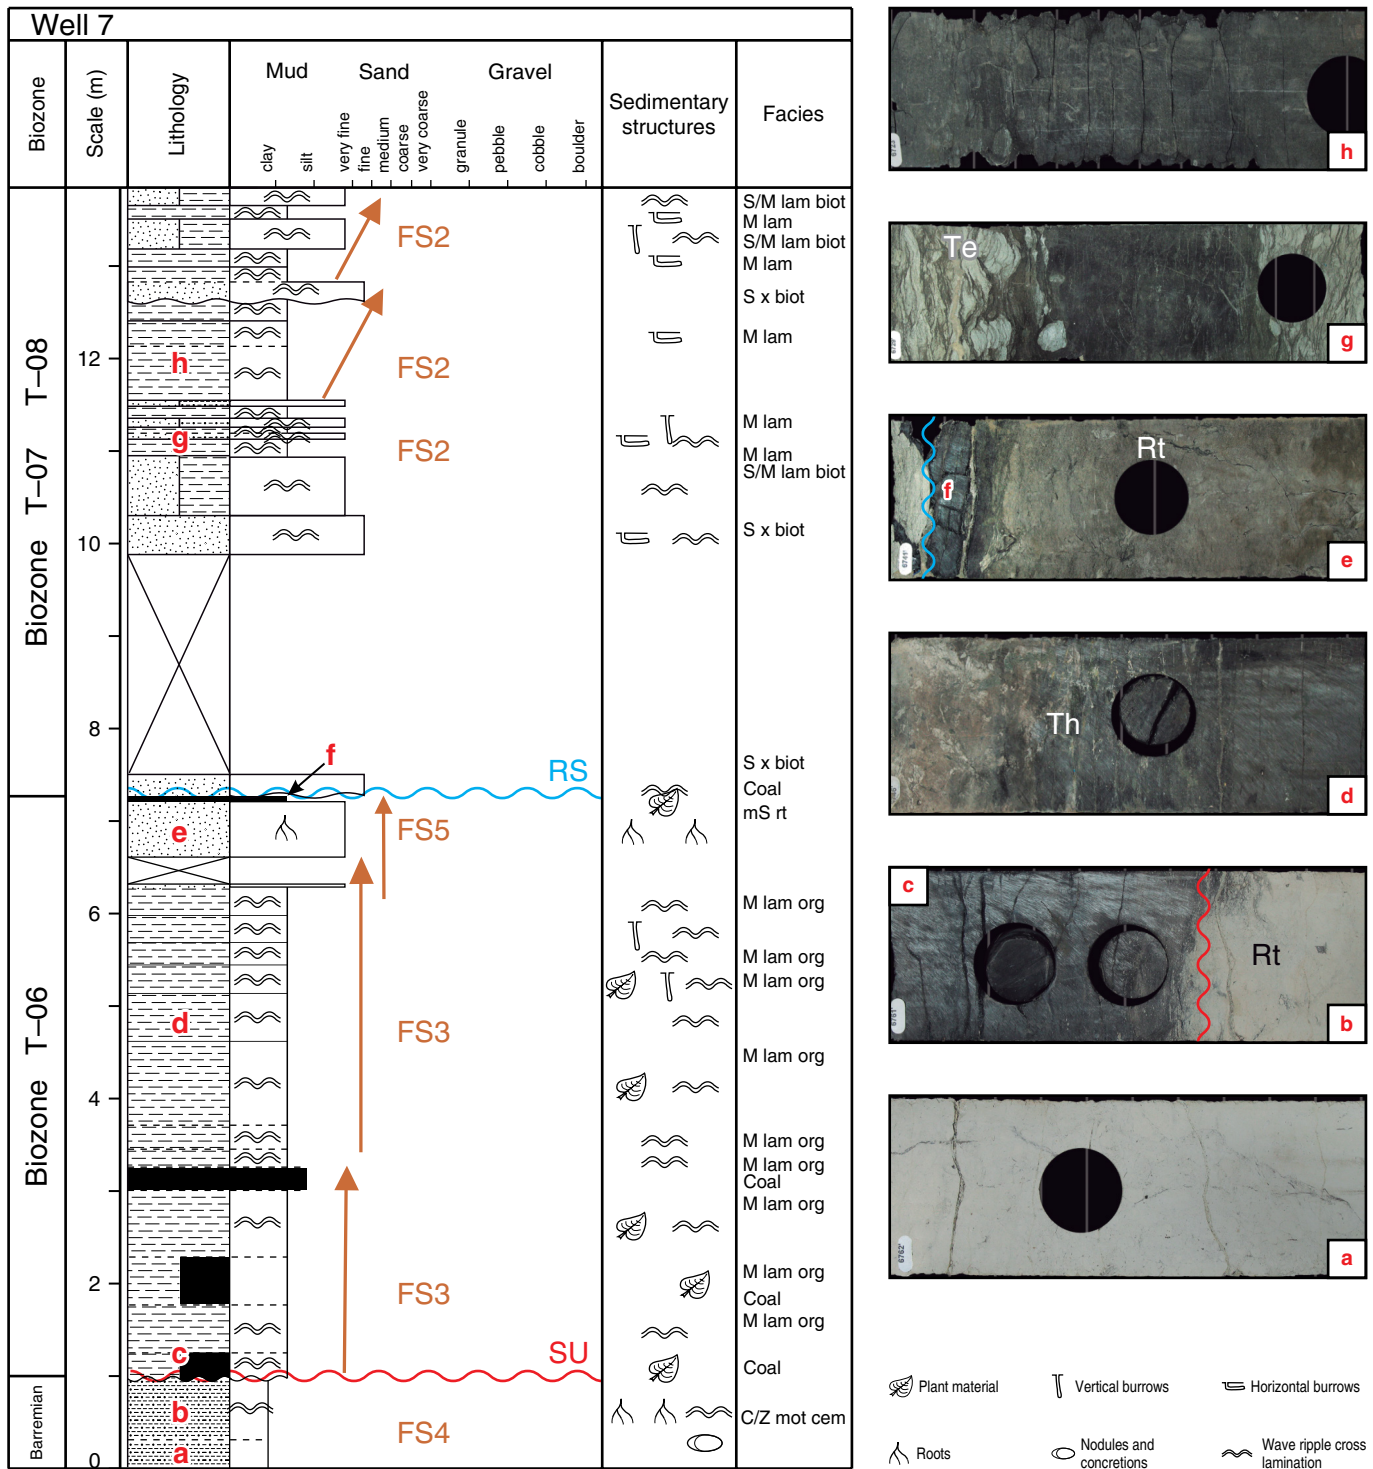 Well 7
Biozone
Scale (m)
Lithology
Mud
Sand
Gravel
clay
silt
very fine
fine
medium
coarse
very coarse
granule
pebble
cobble
boulder
Sedimentary
structures
Facies
Biozone T–07 T–08
Biozone T–06
Barremian
12
10
8
6
4
2
0
h
g
f
e
d
c
b
a
FS2
FS2
FS2
RS
FS5
FS3
FS3
SU
FS4
S/M lam biot
M lam
S/M lam biot
M lam
S x biot
M lam
M lam
M lam
S/M lam biot
S x biot
S x biot
Coal
mS rt
M lam org
M lam org
M lam org
M lam org
M lam org
M lam org
Coal
M lam org
M lam org
Coal
M lam org
Coal
C/Z mot cem
h
Te
g
Rt
f
6741'
e
Th
d
c
Rt
6761'
b
6762'
a
Plant material
Vertical burrows
Horizontal burrows
Roots
Nodules and
concretions
Wave ripple cross
lamination